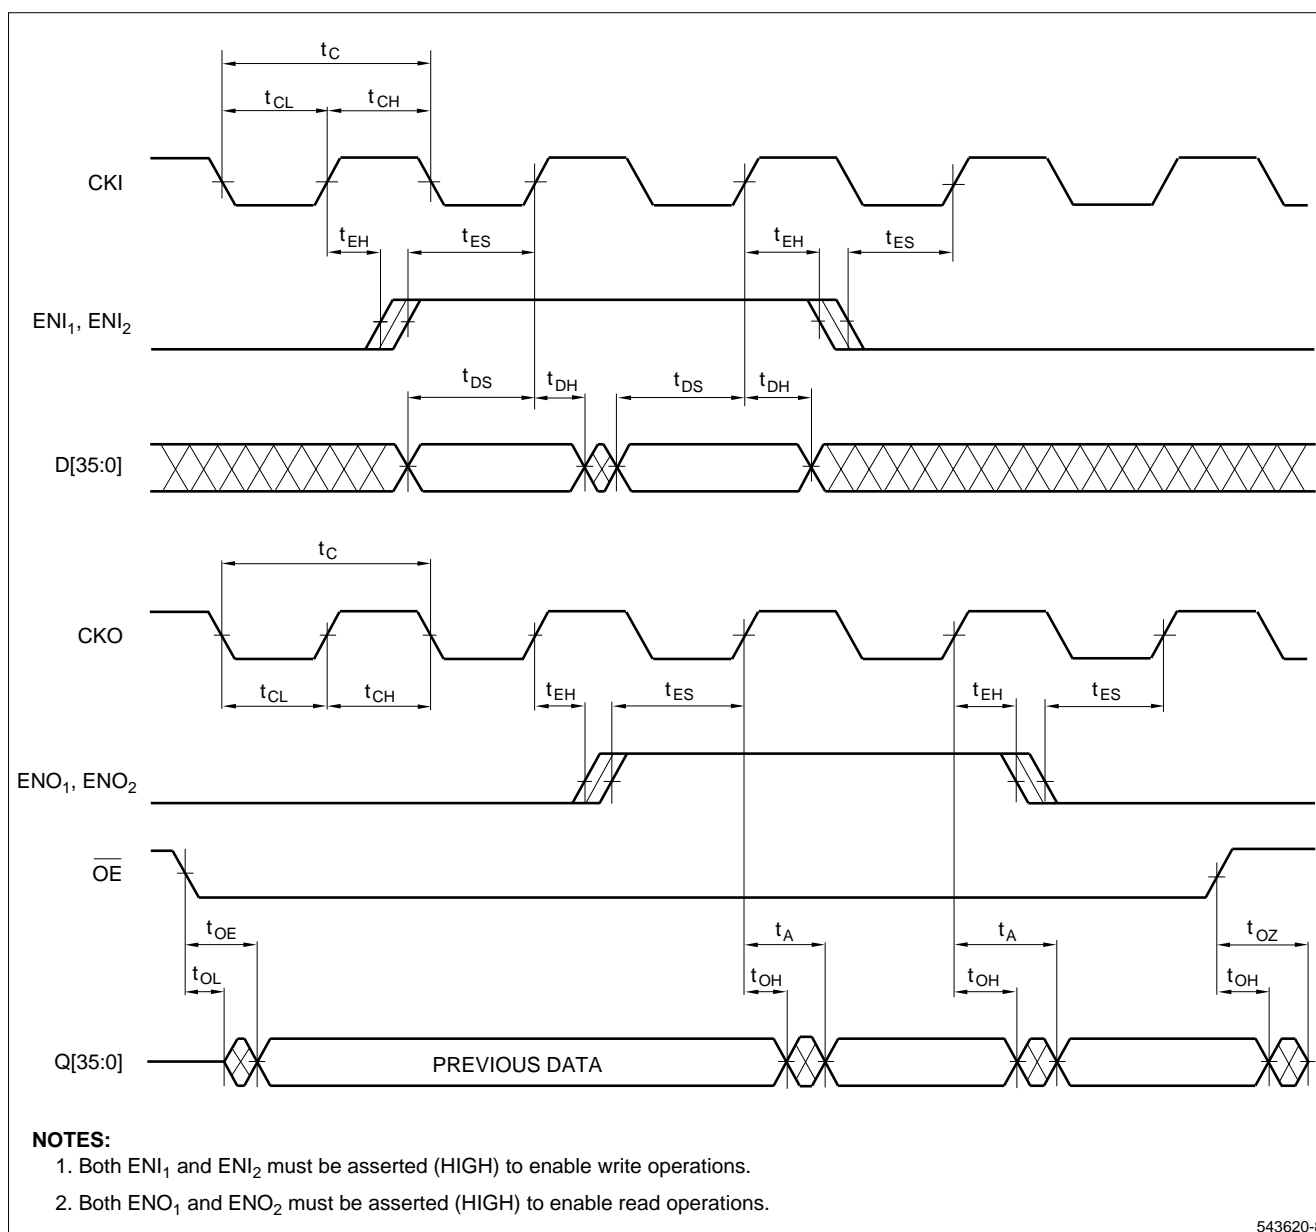 tC
tCL tCH
CKI
tEH tES tEH tES
ENI1, ENI2
tDS tDH tDS tDH
D[35:0]
tC
CKO
tCL tCH tEH tES tEH tES
ENO1, ENO2
OE
tOE tA tA tOZ
tOL tOH tOH tOH
Q[35:0] PREVIOUS DATA
NOTES:
1. Both ENI1 and ENI2 must be asserted (HIGH) to enable write operations.
2. Both ENO1 and ENO2 must be asserted (HIGH) to enable read operations.